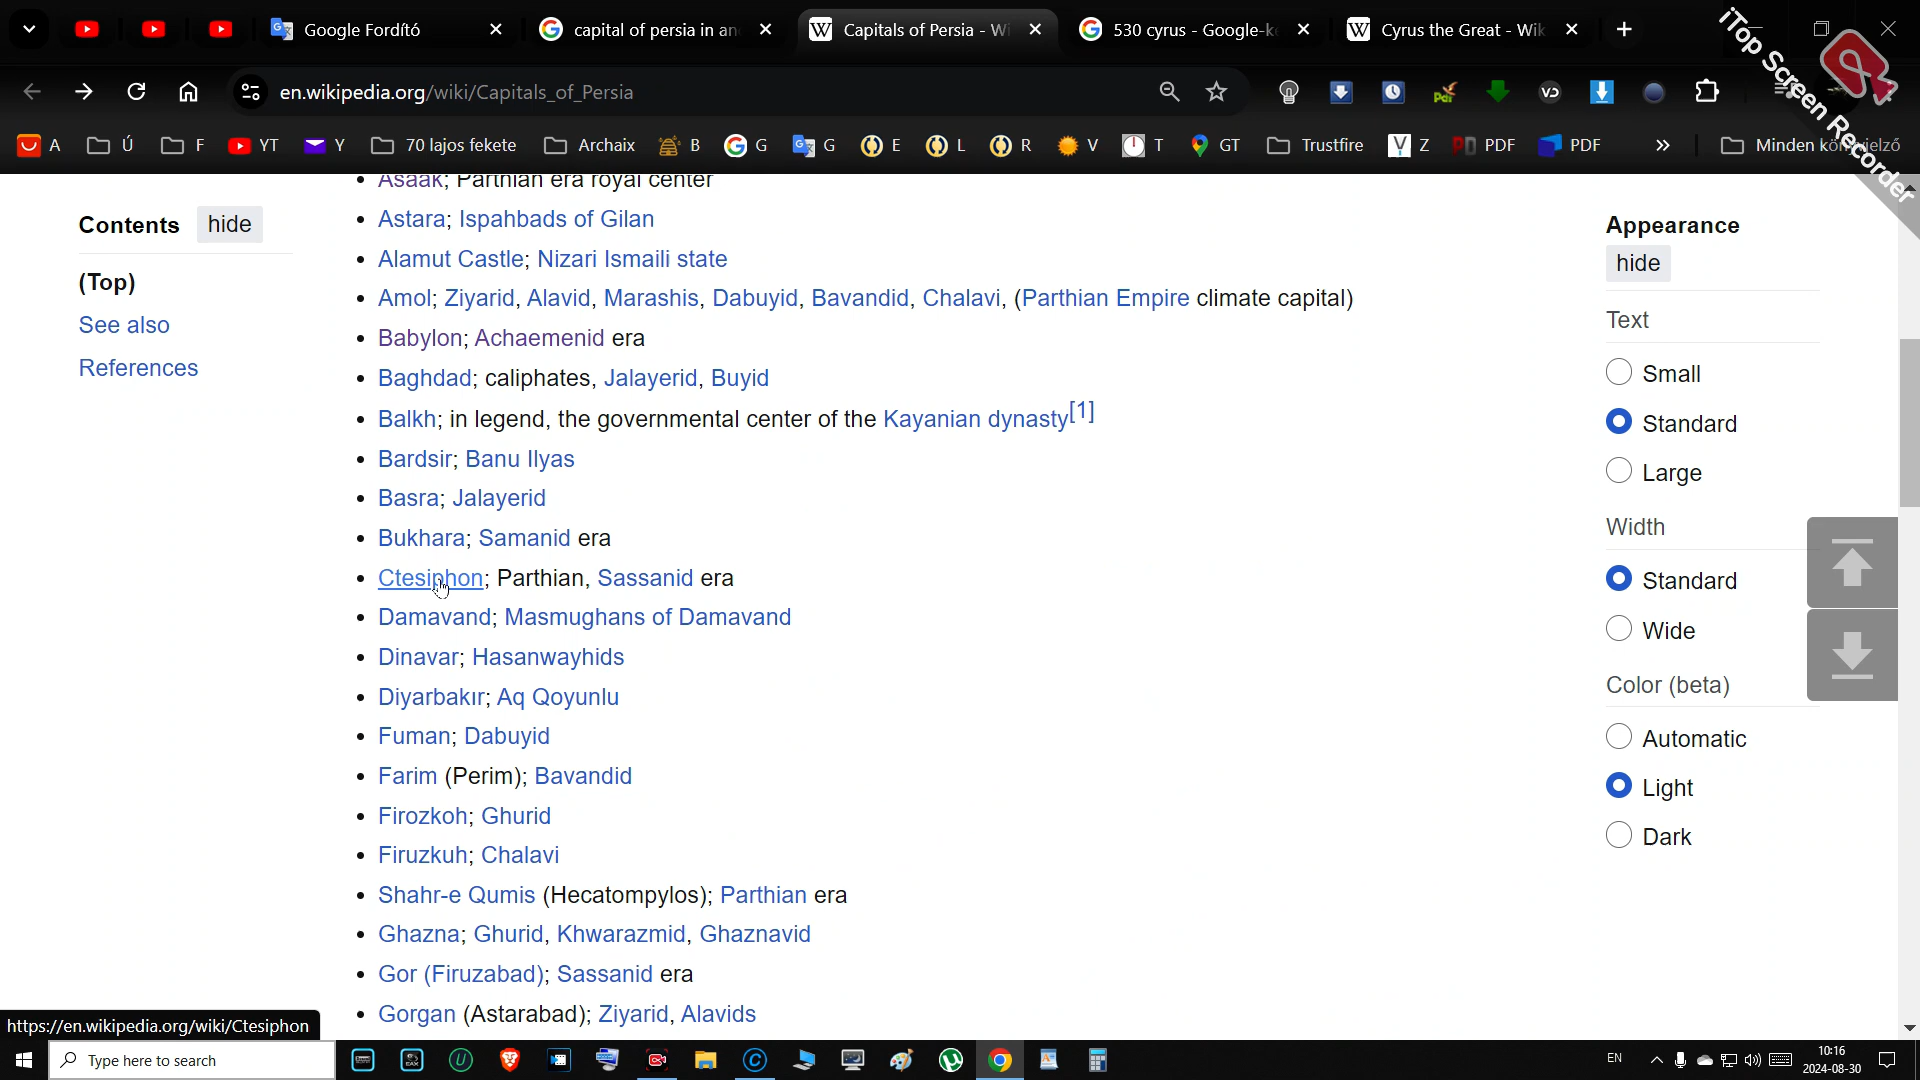 Google Fordító
capital of persia in an
Capitals of Persia - Wi
530 cyrus - Google-k
Cyrus the Great - Wik
iTop Screen Recorder
en.wikipedia.org/wiki/Capitals_of_Persia
A
Ú
F
YT
Y
70 lajos fekete
Archaix
B
G
G
E
L
R
V
T
GT
Trustfire
Z
PDF
PDF
»
Minden könyvjelző
Contents
hide
(Top)
See also
References
• Asaak; Parthian era royal center
• Astara; Ispahbads of Gilan
• Alamut Castle; Nizari Ismaili state
• Amol; Ziyarid, Alavid, Marashis, Dabuyid, Bavandid, Chalavi, (Parthian Empire climate capital)
• Babylon; Achaemenid era
• Baghdad; caliphates, Jalayerid, Buyid
• Balkh; in legend, the governmental center of the Kayanian dynasty[1]
• Bardsir; Banu Ilyas
• Basra; Jalayerid
• Bukhara; Samanid era
• Ctesiphon; Parthian, Sassanid era
• Damavand; Masmughans of Damavand
• Dinavar; Hasanwayhids
• Diyarbakır; Aq Qoyunlu
• Fuman; Dabuyid
• Farim (Perim); Bavandid
• Firozkoh; Ghurid
• Firuzkuh; Chalavi
• Shahr-e Qumis (Hecatompylos); Parthian era
• Ghazna; Ghurid, Khwarazmid, Ghaznavid
• Gor (Firuzabad); Sassanid era
• Gorgan (Astarabad); Ziyarid, Alavids
Appearance
hide
Text
Small
Standard
Large
Width
Standard
Wide
Color (beta)
Automatic
Light
Dark
https://en.wikipedia.org/wiki/Ctesiphon
Type here to search
EN
10:16
2024-08-30